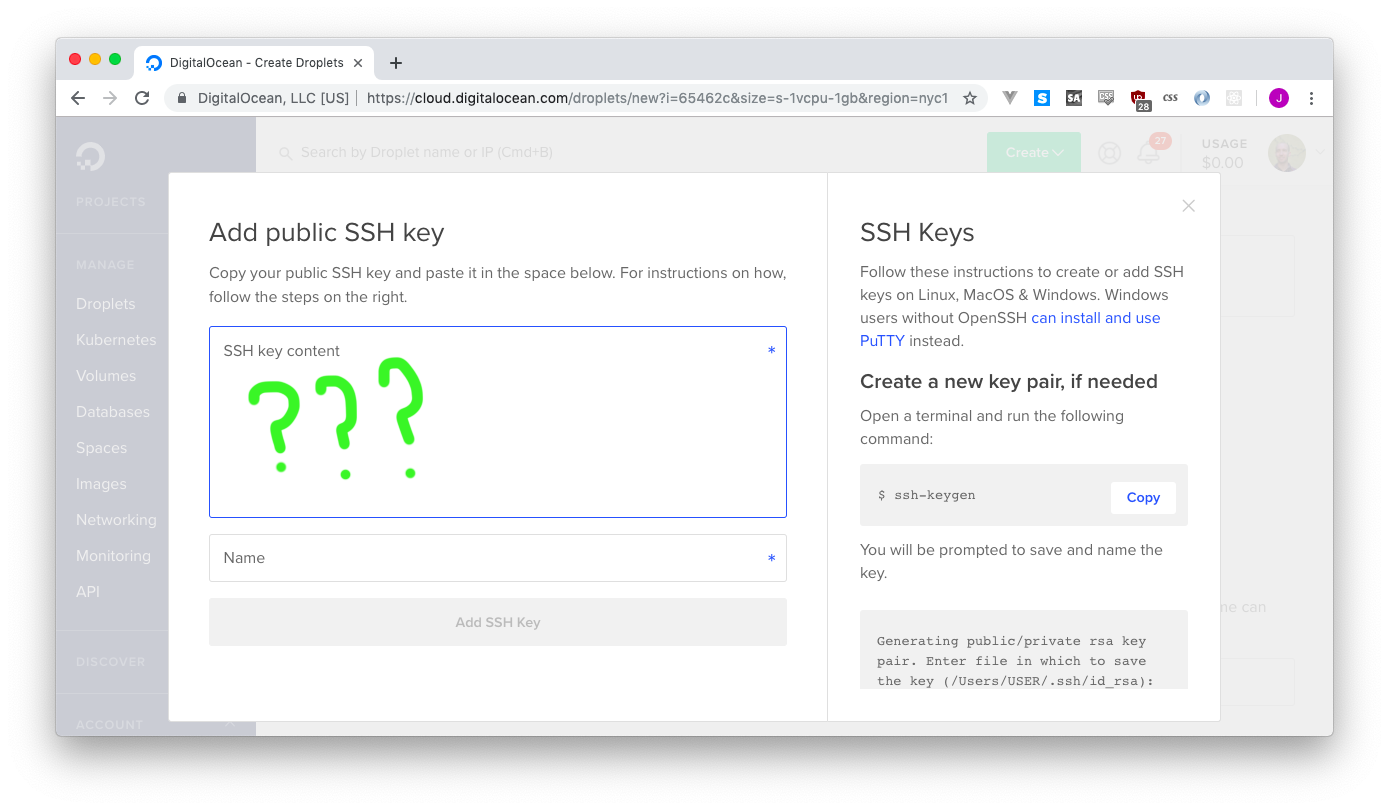 DigitalOcean - Create Droplets
DigitalOcean, LLC [US] | https://cloud.digitalocean.com/droplets/new?i=65462c&size=s-1vcpu-1gb&region=nyc1
S SA CSS 28 css J
Search by Droplet name or IP (Cmd+B)
Create
27
USAGE
$0.00
PROJECTS
MANAGE
Droplets
Kubernetes
Volumes
Databases
Spaces
Images
Networking
Monitoring
API
DISCOVER
ACCOUNT
Add public SSH key
Copy your public SSH key and paste it in the space below. For instructions on how,
follow the steps on the right.
SSH key content *
???
Name *
Add SSH Key
SSH Keys
Follow these instructions to create or add SSH
keys on Linux, MacOS & Windows. Windows
users without OpenSSH can install and use
PuTTY instead.
Create a new key pair, if needed
Open a terminal and run the following
command:
$ ssh-keygen
Copy
You will be prompted to save and name the
key.
Generating public/private rsa key
pair. Enter file in which to save
the key (/Users/USER/.ssh/id_rsa):
can